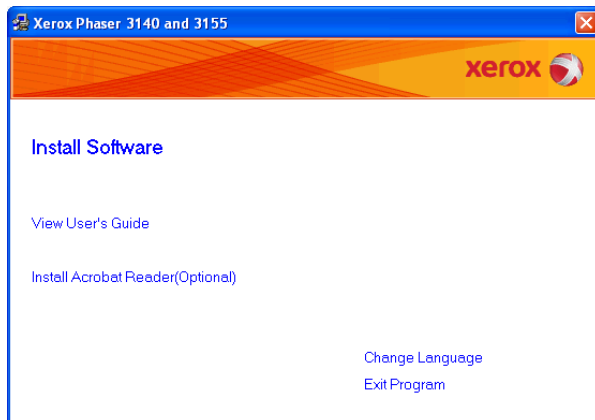 Xerox Phaser 3140 and 3155
xerox
Install Software
View User's Guide
Install Acrobat Reader(Optional)
Change Language
Exit Program